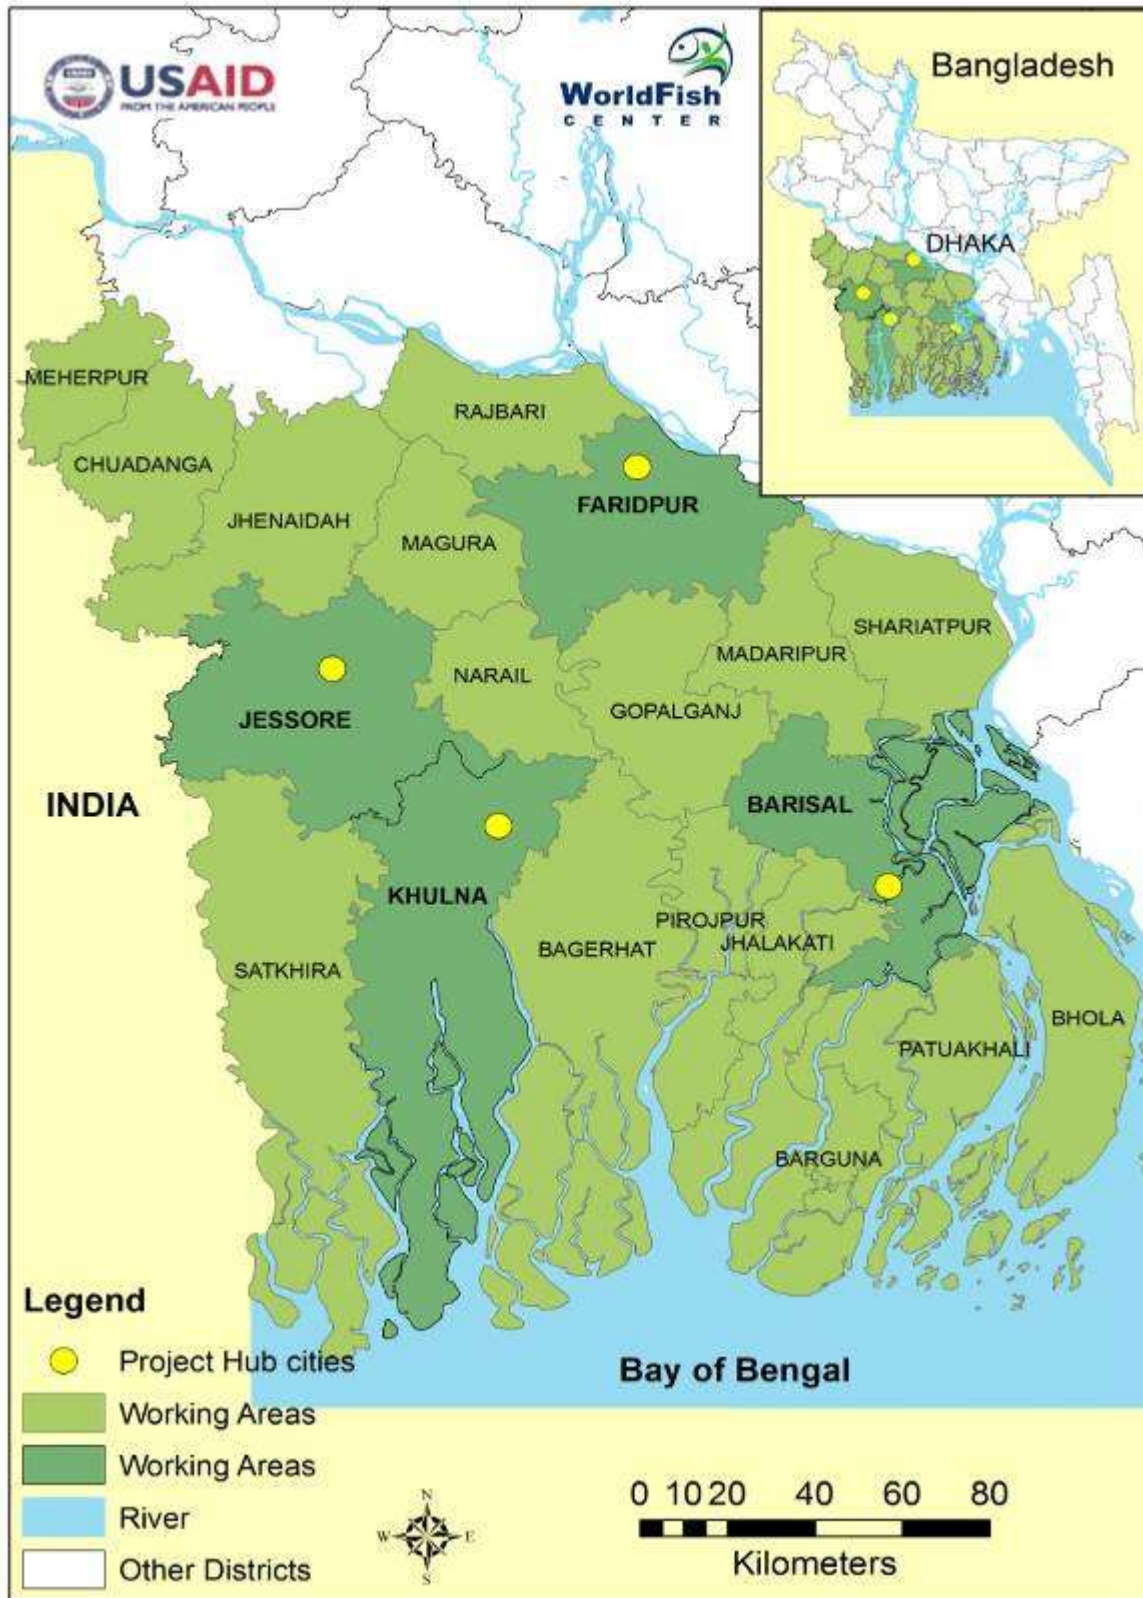 USAID
FROM THE AMERICAN PEOPLE
WorldFish
CENTER
Bangladesh
DHAKA
MEHERPUR
RAJBARI
CHUADANGA
FARIDPUR
JHENAIDAH
MAGURA
SHARIATPUR
MADARIPUR
NARAIL
GOPALGANJ
JESSORE
INDIA
BARISAL
KHULNA
PIROJPUR
JHALAKATI
BAGERHAT
SATKHIRA
BHOLA
PATUAKHALI
BARGUNA
Bay of Bengal
Legend
Project Hub cities
Working Areas
Working Areas
River
Other Districts
N
W E
S
0 10 20 40 60 80
Kilometers